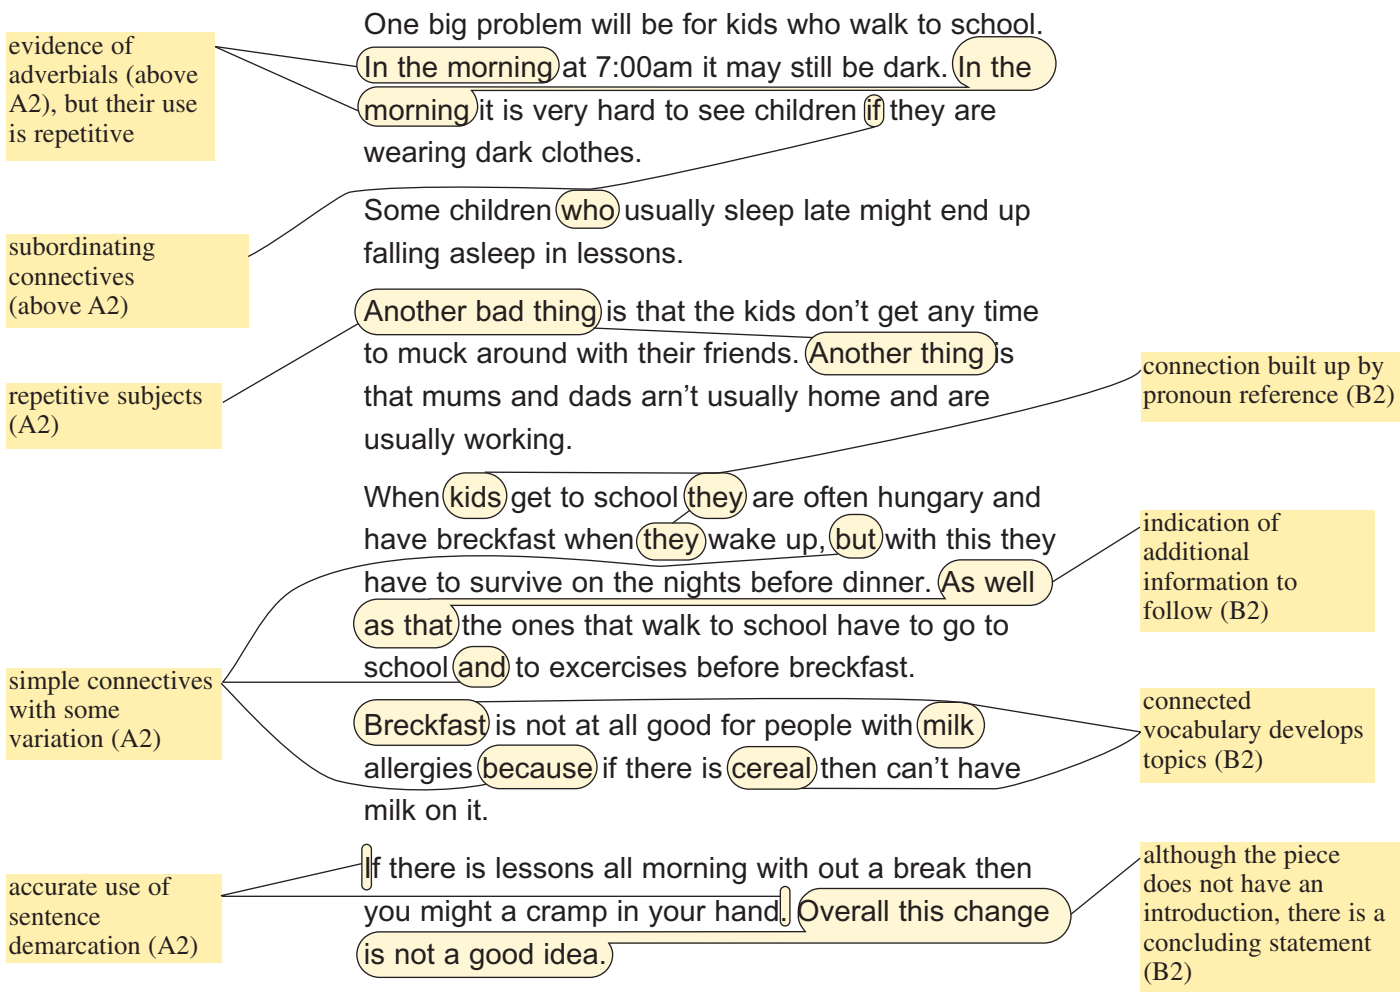 evidence of
adverbials (above
A2), but their use
is repetitive
subordinating
connectives
(above A2)
repetitive subjects
(A2)
simple connectives
with some
variation (A2)
accurate use of
sentence
demarcation (A2)
One big problem will be for kids who walk to school.
In the morning at 7:00am it may still be dark. In the
morning it is very hard to see children if they are
wearing dark clothes.
Some children who usually sleep late might end up
falling asleep in lessons.
Another bad thing is that the kids don’t get any time
to muck around with their friends. Another thing is
that mums and dads arn’t usually home and are
usually working.
When kids get to school they are often hungary and
have breckfast when they wake up, but with this they
have to survive on the nights before dinner. As well
as that the ones that walk to school have to go to
school and to excercises before breckfast.
Breckfast is not at all good for people with milk
allergies because if there is cereal then can't have
milk on it.
If there is lessons all morning with out a break then
you might a cramp in your hand. Overall this change
is not a good idea.
connection built up by
pronoun reference (B2)
indication of
additional
information to
follow (B2)
connected
vocabulary develops
topics (B2)
although the piece
does not have an
introduction, there is a
concluding statement
(B2)